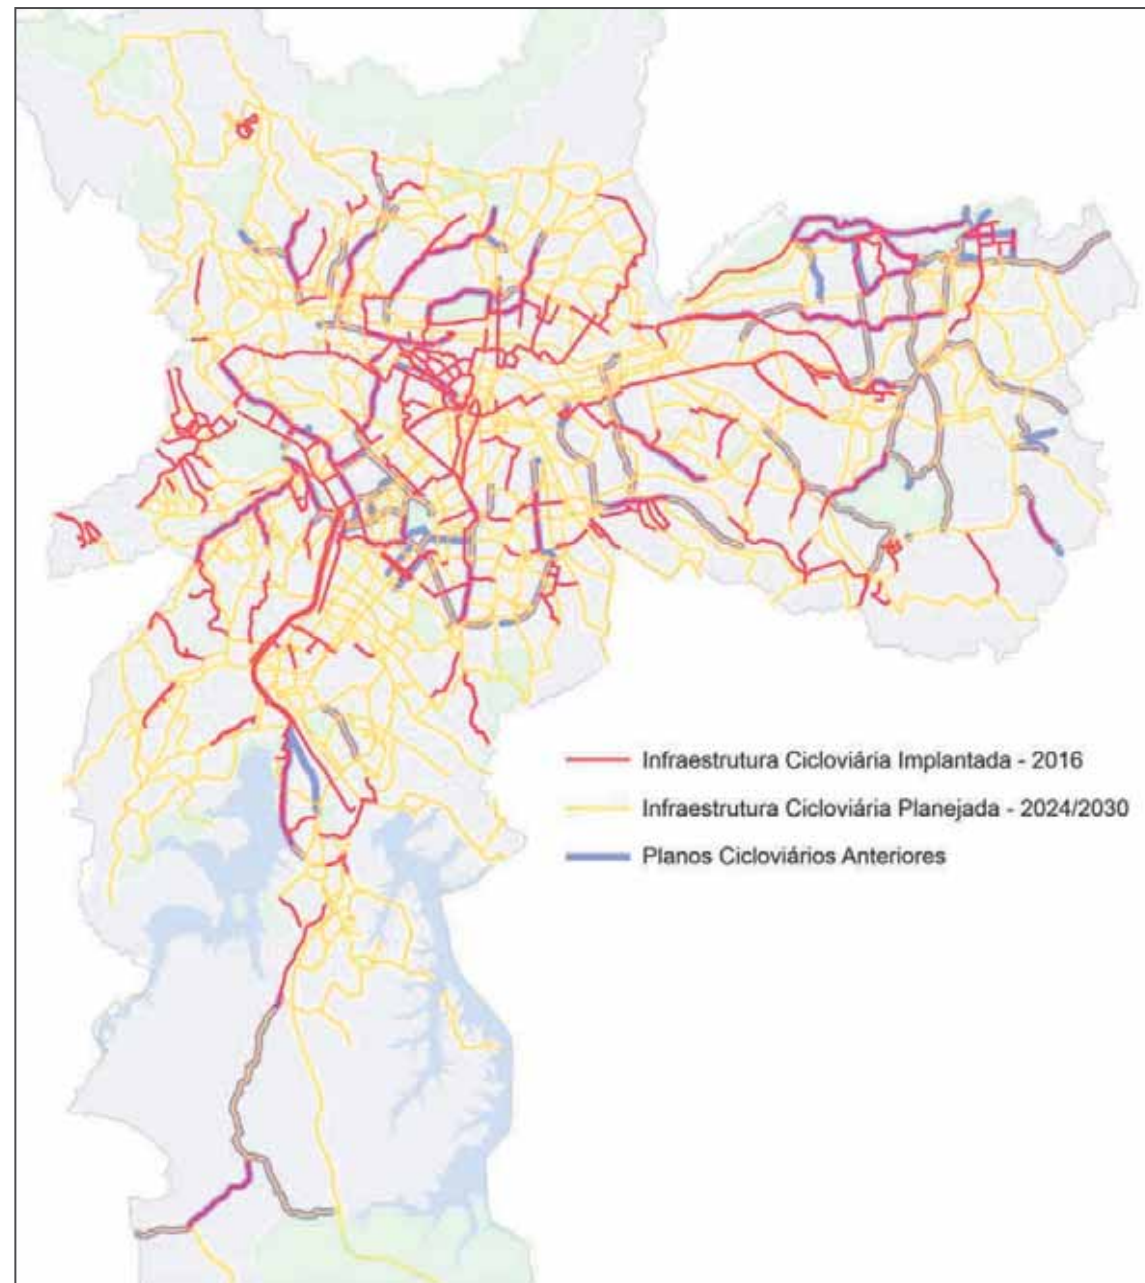 Infraestrutura Cicloviária Implantada - 2016
Infraestrutura Cicloviária Planejada - 2024/2030
Planos Cicloviários Anteriores